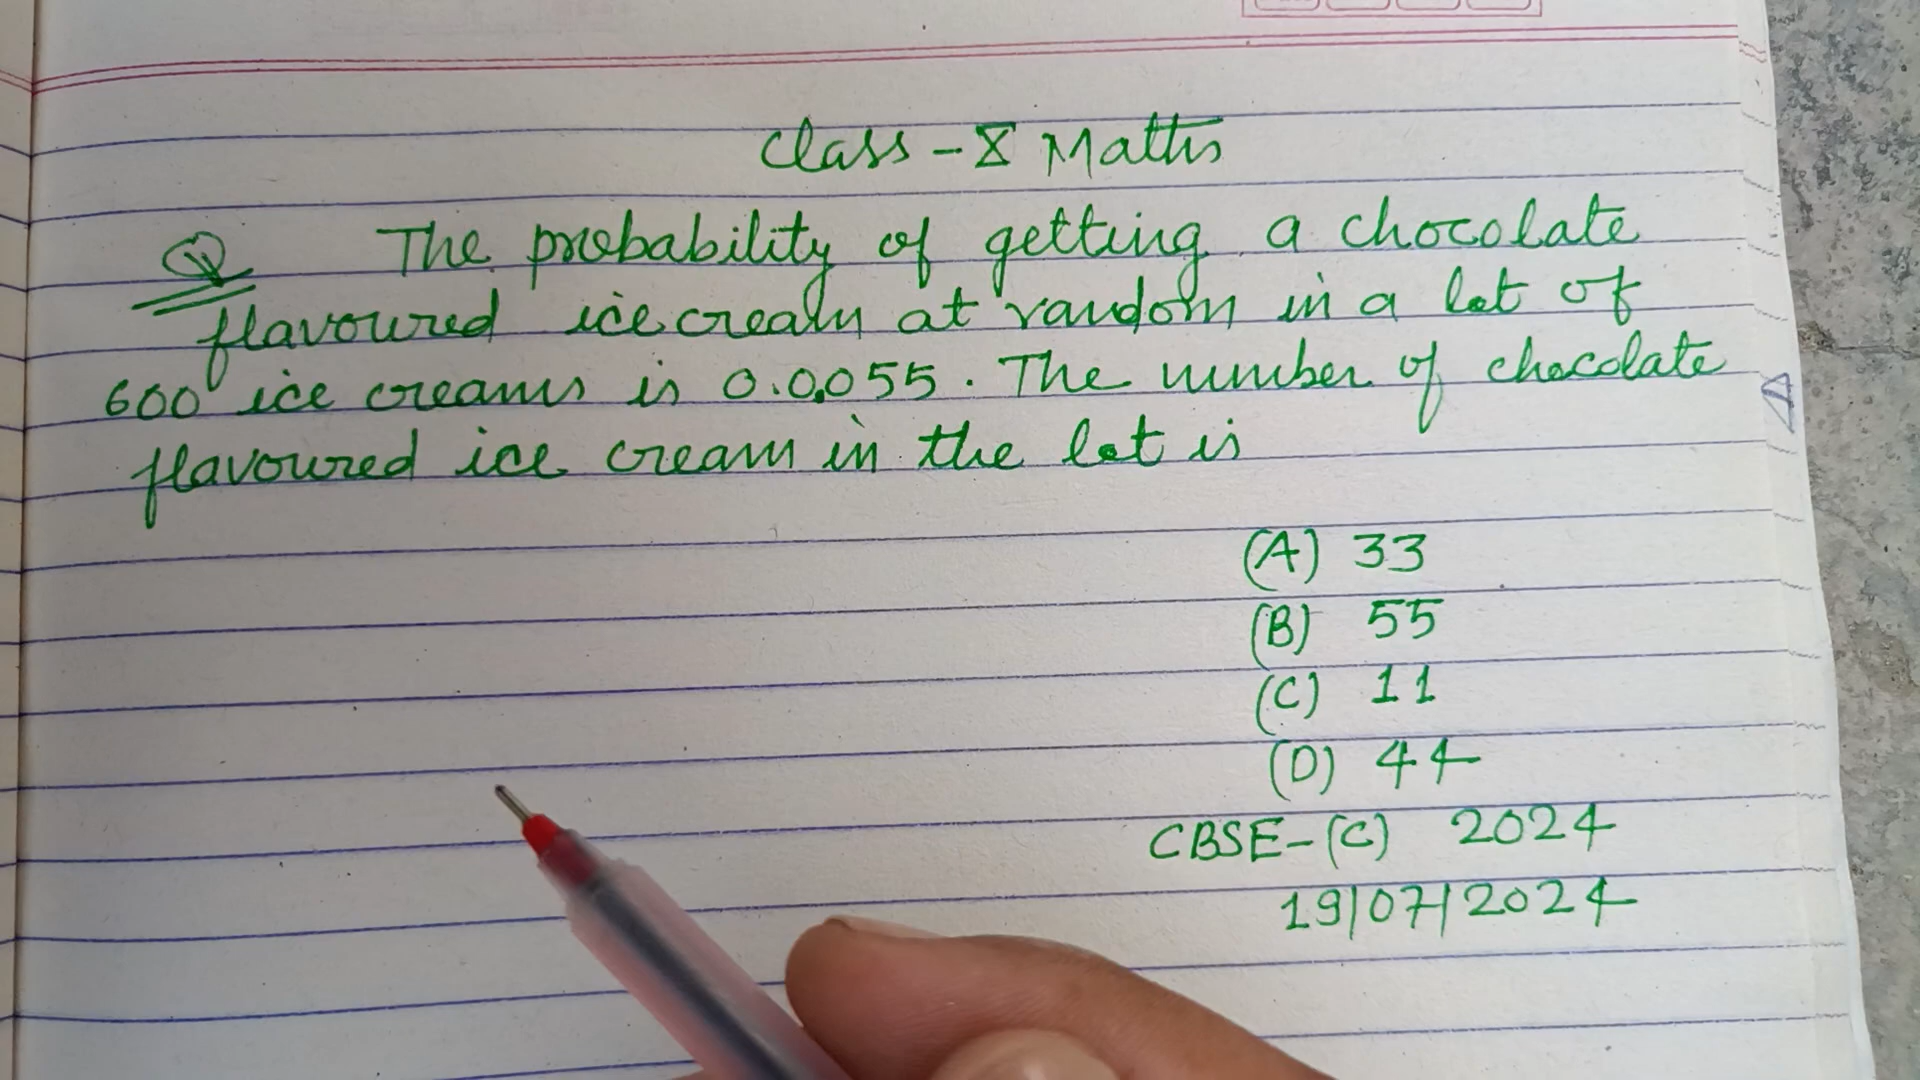 Class - X Maths
Q The probability of getting a chocolate
flavoured ice cream at random in a lot of
600 ice creams is 0.055. The number of chocolate
flavoured ice cream in the lot is
(A) 33
(B) 55
(C) 11
(D) 44
CBSE-(C) 2024
19/07/2024